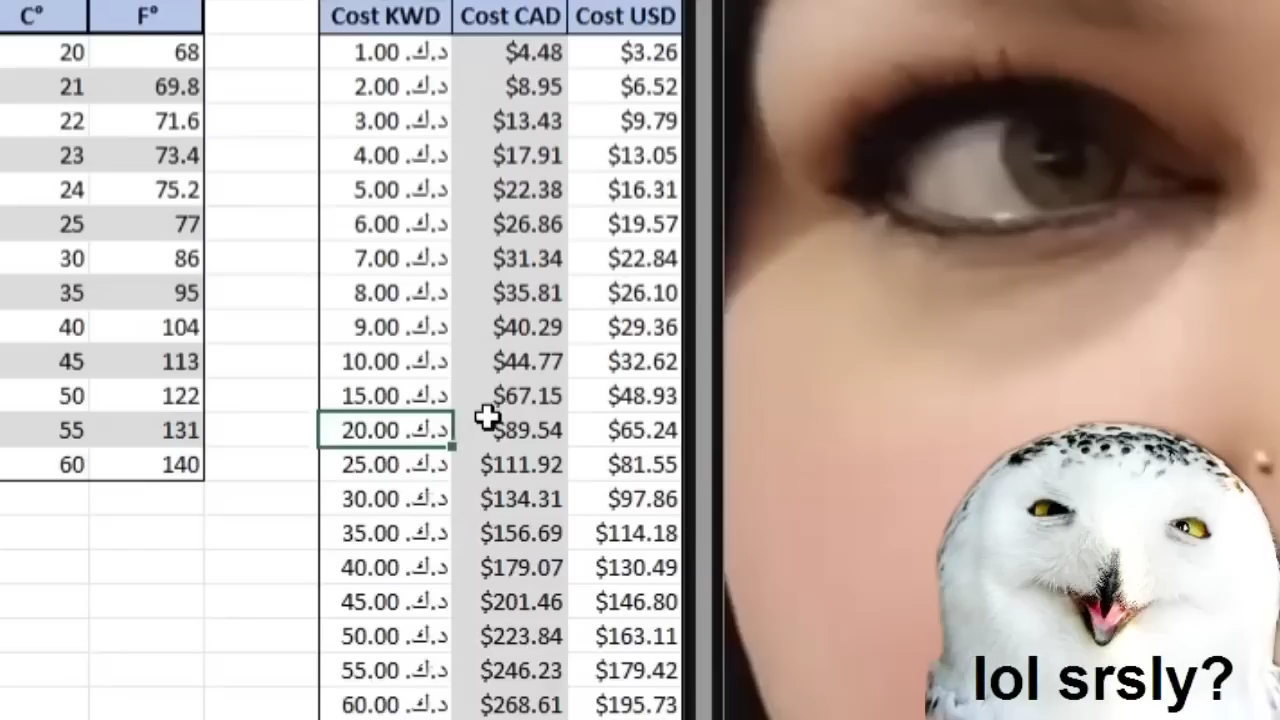 C° F° Cost KWD Cost CAD Cost USD
20 68 1.00 د.ك. $4.48 $3.26
21 69.8 2.00 د.ك. $8.95 $6.52
22 71.6 3.00 د.ك. $13.43 $9.79
23 73.4 4.00 د.ك. $17.91 $13.05
24 75.2 5.00 د.ك. $22.38 $16.31
25 77 6.00 د.ك. $26.86 $19.57
30 86 7.00 د.ك. $31.34 $22.84
35 95 8.00 د.ك. $35.81 $26.10
40 104 9.00 د.ك. $40.29 $29.36
45 113 10.00 د.ك. $44.77 $32.62
50 122 15.00 د.ك. $67.15 $48.93
55 131 20.00 د.ك. $89.54 $65.24
60 140 25.00 د.ك. $111.92 $81.55
30.00 د.ك. $134.31 $97.86
35.00 د.ك. $156.69 $114.18
40.00 د.ك. $179.07 $130.49
45.00 د.ك. $201.46 $146.80
50.00 د.ك. $223.84 $163.11
55.00 د.ك. $246.23 $179.42
60.00 د.ك. $268.61 $195.73
lol srsly?